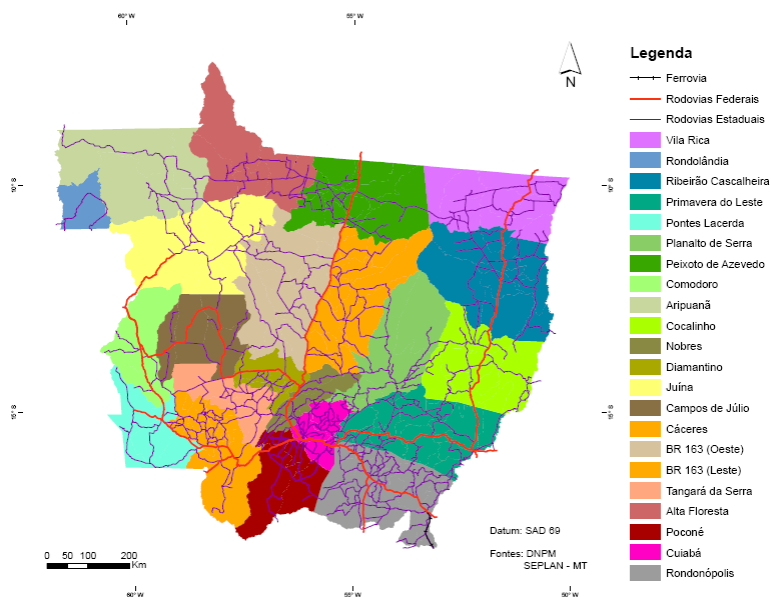 60° W
55° W
Legenda
N
Ferrovia
Rodovias Federais
Rodovias Estaduais
Vila Rica
Rondolândia
Ribeirão Cascalheira
Primavera do Leste
Pontes Lacerda
Planalto de Serra
Peixoto de Azevedo
Comodoro
Aripuanã
Cocalinho
Nobres
Diamantino
Juína
Campos de Júlio
Cáceres
BR 163 (Oeste)
BR 163 (Leste)
Tangará da Serra
Alta Floresta
Poconé
Cuiabá
Rondonópolis
10° S
10° S
15° S
15° S
Datum: SAD 69
Fontes: DNPM
SEPLAN - MT
0 50 100 200
Km
60° W
55° W
50° W